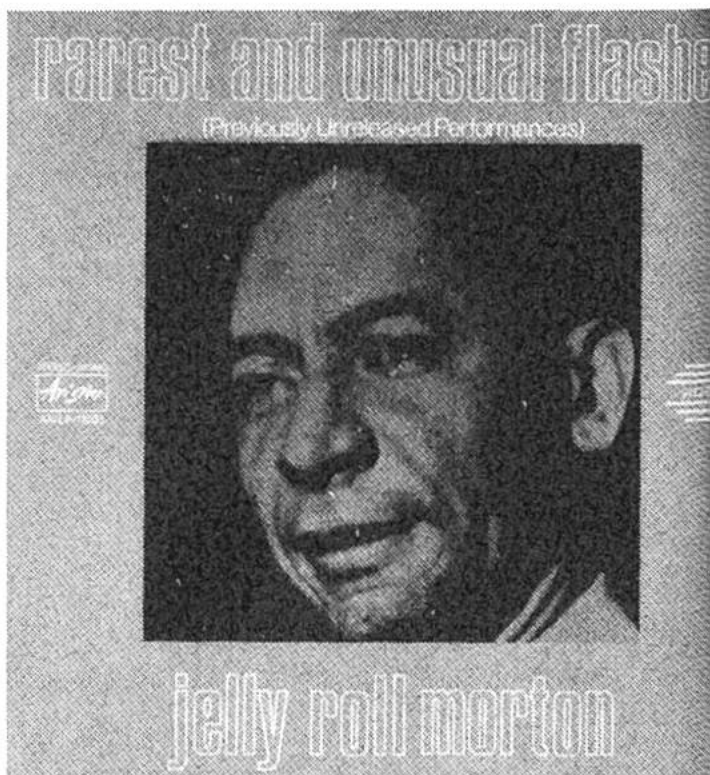 rarest and unusual flashe
(Previously Unreleased Performances)
jelly roll morton